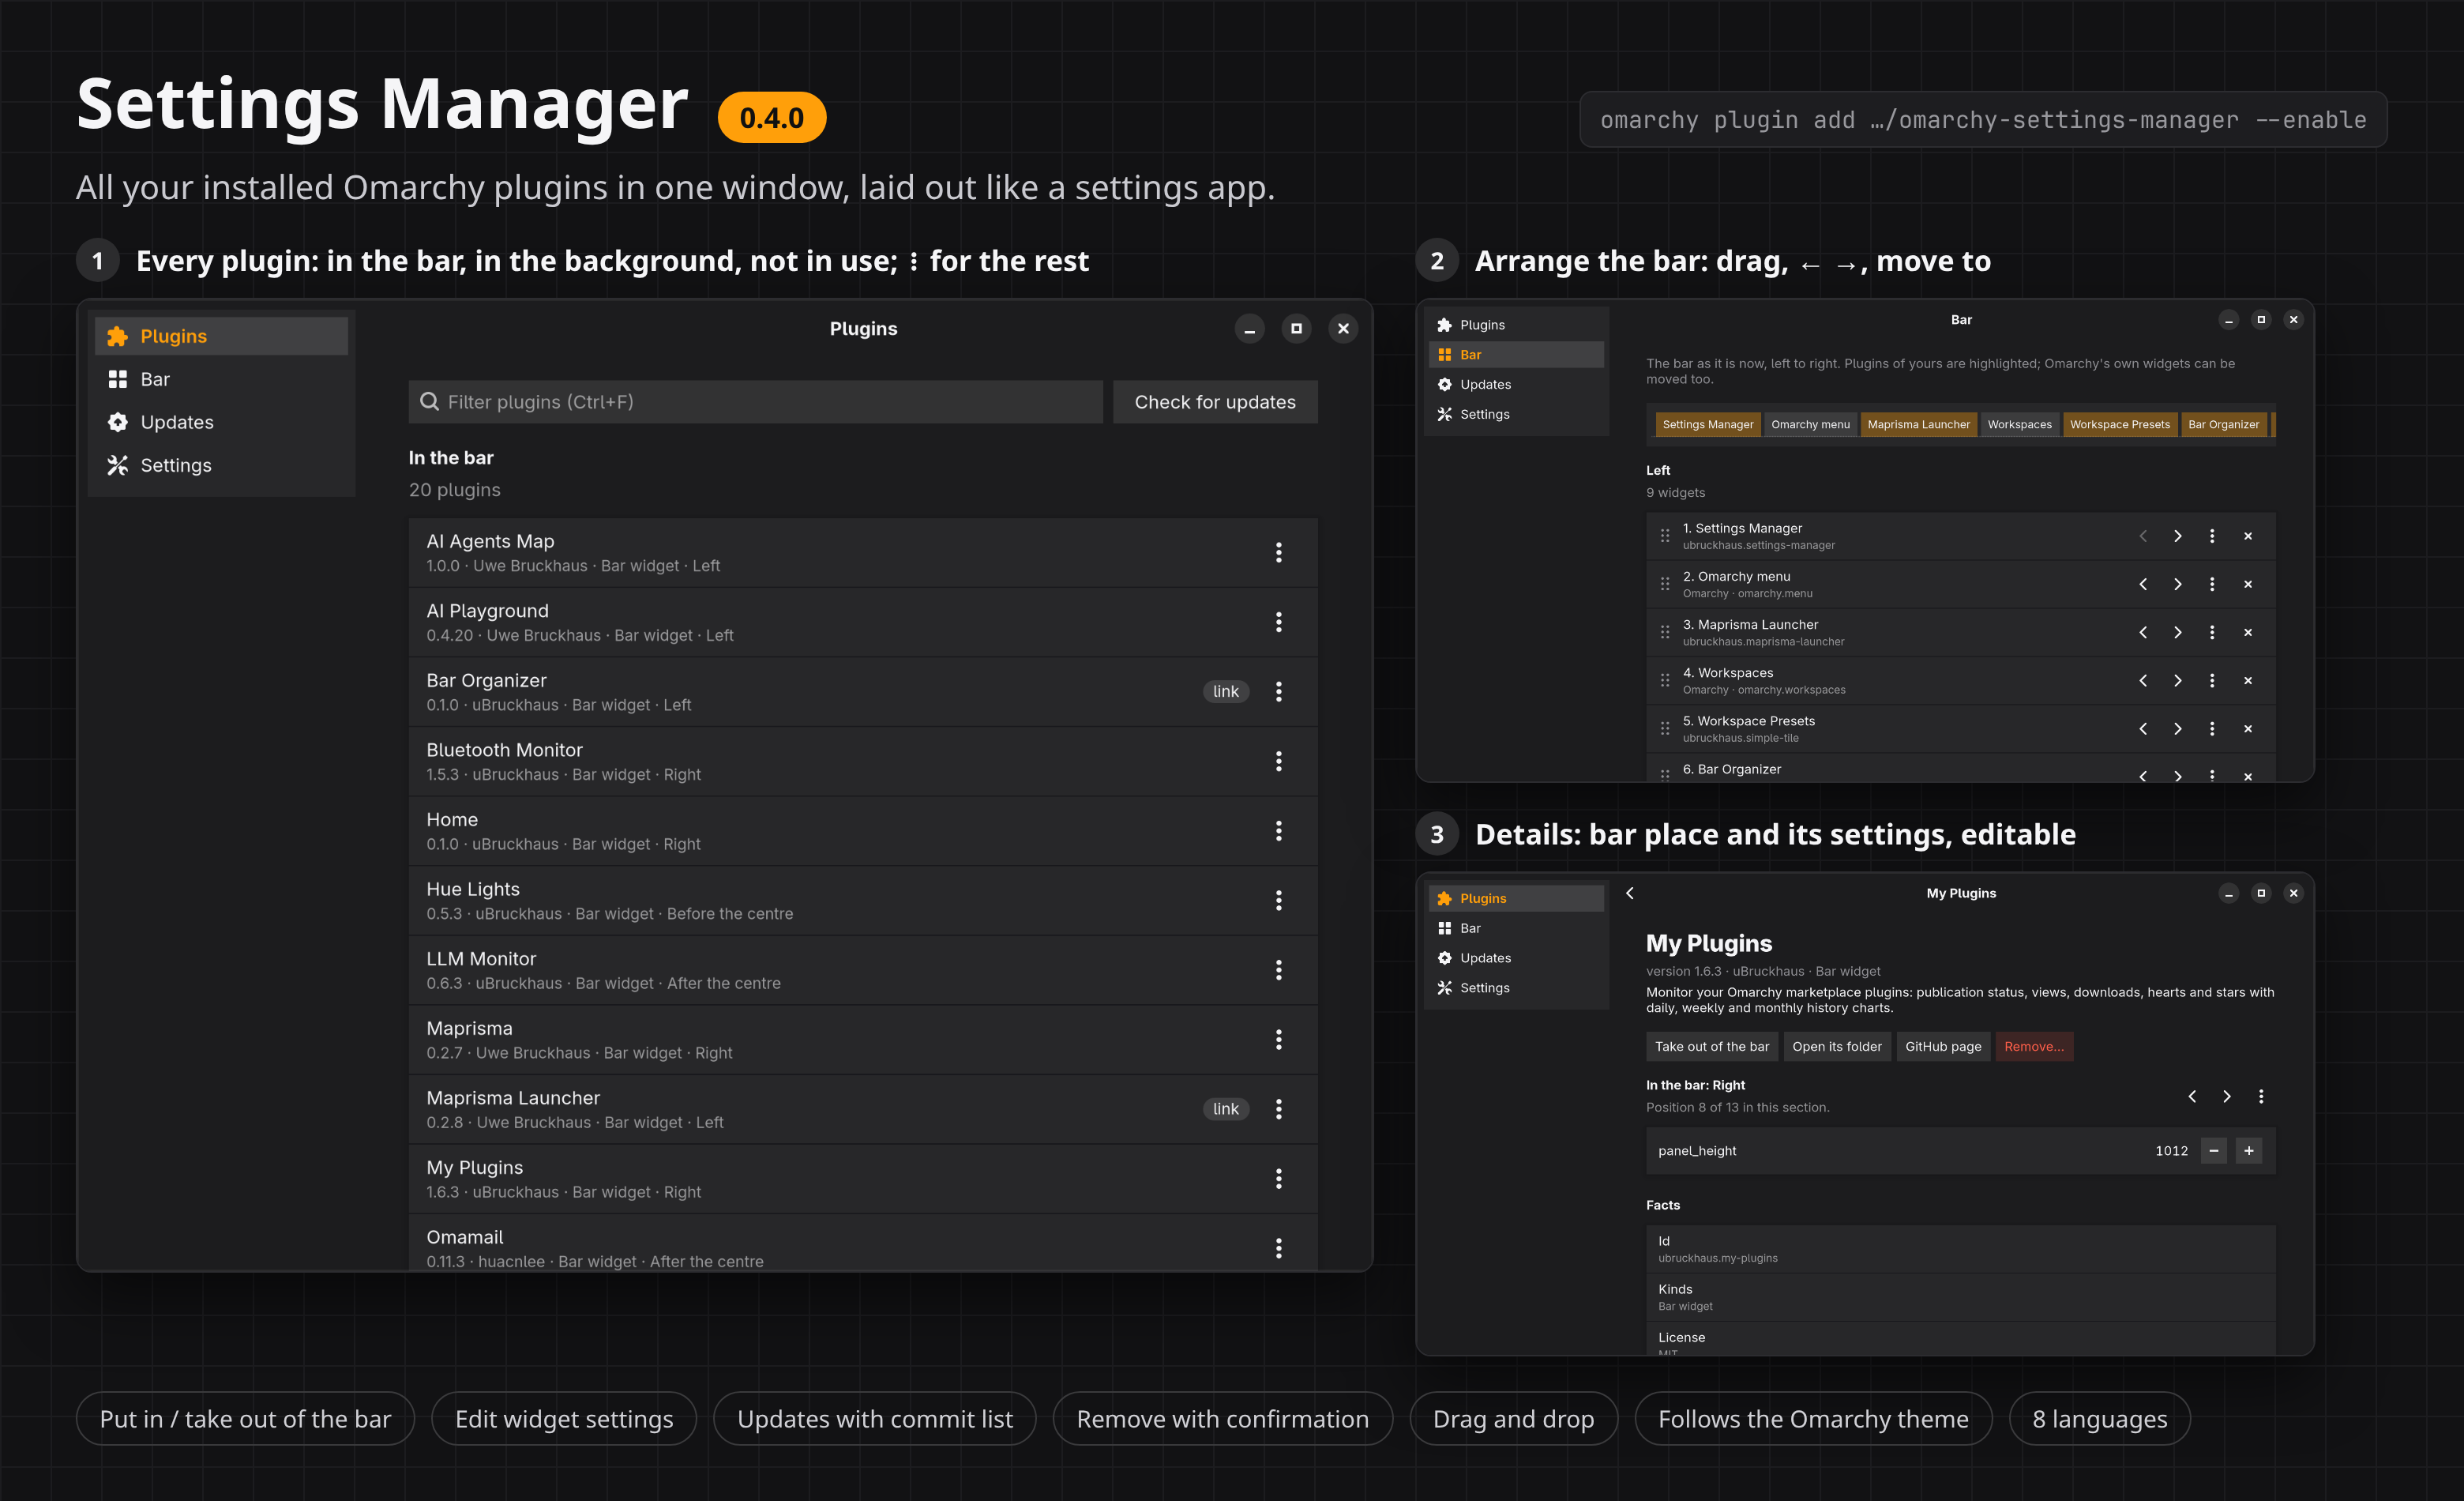 Settings Manager 0.4.0
omarchy plugin add …/omarchy-settings-manager --enable
All your installed Omarchy plugins in one window, laid out like a settings app.
1 Every plugin: in the bar, in the background, not in use; ⋮ for the rest
Plugins
Plugins
Bar
Updates
Settings
Filter plugins (Ctrl+F)
Check for updates
In the bar
20 plugins
AI Agents Map
1.0.0 · Uwe Bruckhaus · Bar widget · Left
AI Playground
0.4.20 · Uwe Bruckhaus · Bar widget · Left
Bar Organizer
0.1.0 · uBruckhaus · Bar widget · Left
link
Bluetooth Monitor
1.5.3 · uBruckhaus · Bar widget · Right
Home
0.1.0 · uBruckhaus · Bar widget · Right
Hue Lights
0.5.3 · uBruckhaus · Bar widget · Before the centre
LLM Monitor
0.6.3 · uBruckhaus · Bar widget · After the centre
Maprisma
0.2.7 · Uwe Bruckhaus · Bar widget · Right
Maprisma Launcher
0.2.8 · Uwe Bruckhaus · Bar widget · Left
link
My Plugins
1.6.3 · uBruckhaus · Bar widget · Right
Omamail
0.11.3 · huacnlee · Bar widget · After the centre
2 Arrange the bar: drag, ← →, move to
Plugins
Bar
Updates
Settings
Bar
The bar as it is now, left to right. Plugins of yours are highlighted; Omarchy's own widgets can be
moved too.
Settings Manager Omarchy menu Maprisma Launcher Workspaces Workspace Presets Bar Organizer
Left
9 widgets
1. Settings Manager
ubruckhaus.settings-manager
2. Omarchy menu
Omarchy · omarchy.menu
3. Maprisma Launcher
ubruckhaus.maprisma-launcher
4. Workspaces
Omarchy · omarchy.workspaces
5. Workspace Presets
ubruckhaus.simple-tile
6. Bar Organizer
3 Details: bar place and its settings, editable
Plugins
Bar
Updates
Settings
My Plugins
My Plugins
version 1.6.3 · uBruckhaus · Bar widget
Monitor your Omarchy marketplace plugins: publication status, views, downloads, hearts and stars with
daily, weekly and monthly history charts.
Take out of the bar Open its folder GitHub page Remove...
In the bar: Right
Position 8 of 13 in this section.
panel_height 1012 − +
Facts
Id
ubruckhaus.my-plugins
Kinds
Bar widget
License
MIT
Put in / take out of the bar
Edit widget settings
Updates with commit list
Remove with confirmation
Drag and drop
Follows the Omarchy theme
8 languages